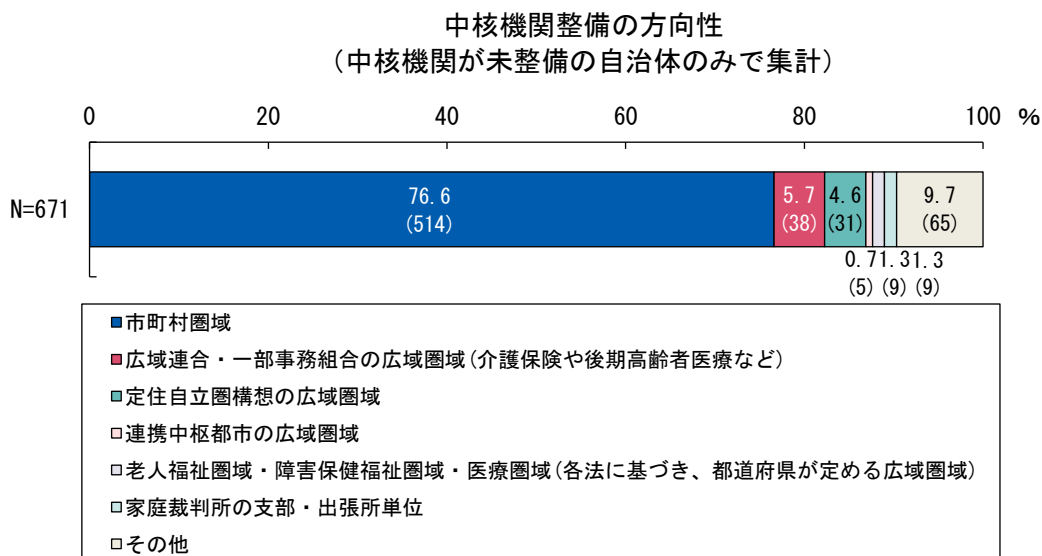 中核機関整備の方向性
（中核機関が未整備の自治体のみで集計）
0 20 40 60 80 100 %
N=671
76.6 5.7 4.6 9.7
(514) (38) (31) (65)
0.7 1.3 1.3
(5) (9) (9)
市町村圏域
広域連合・一部事務組合の広域圏域(介護保険や後期高齢者医療など)
定住自立圏構想の広域圏域
連携中枢都市の広域圏域
老人福祉圏域・障害保健福祉圏域・医療圏域(各法に基づき、都道府県が定める広域圏域)
家庭裁判所の支部・出張所単位
その他